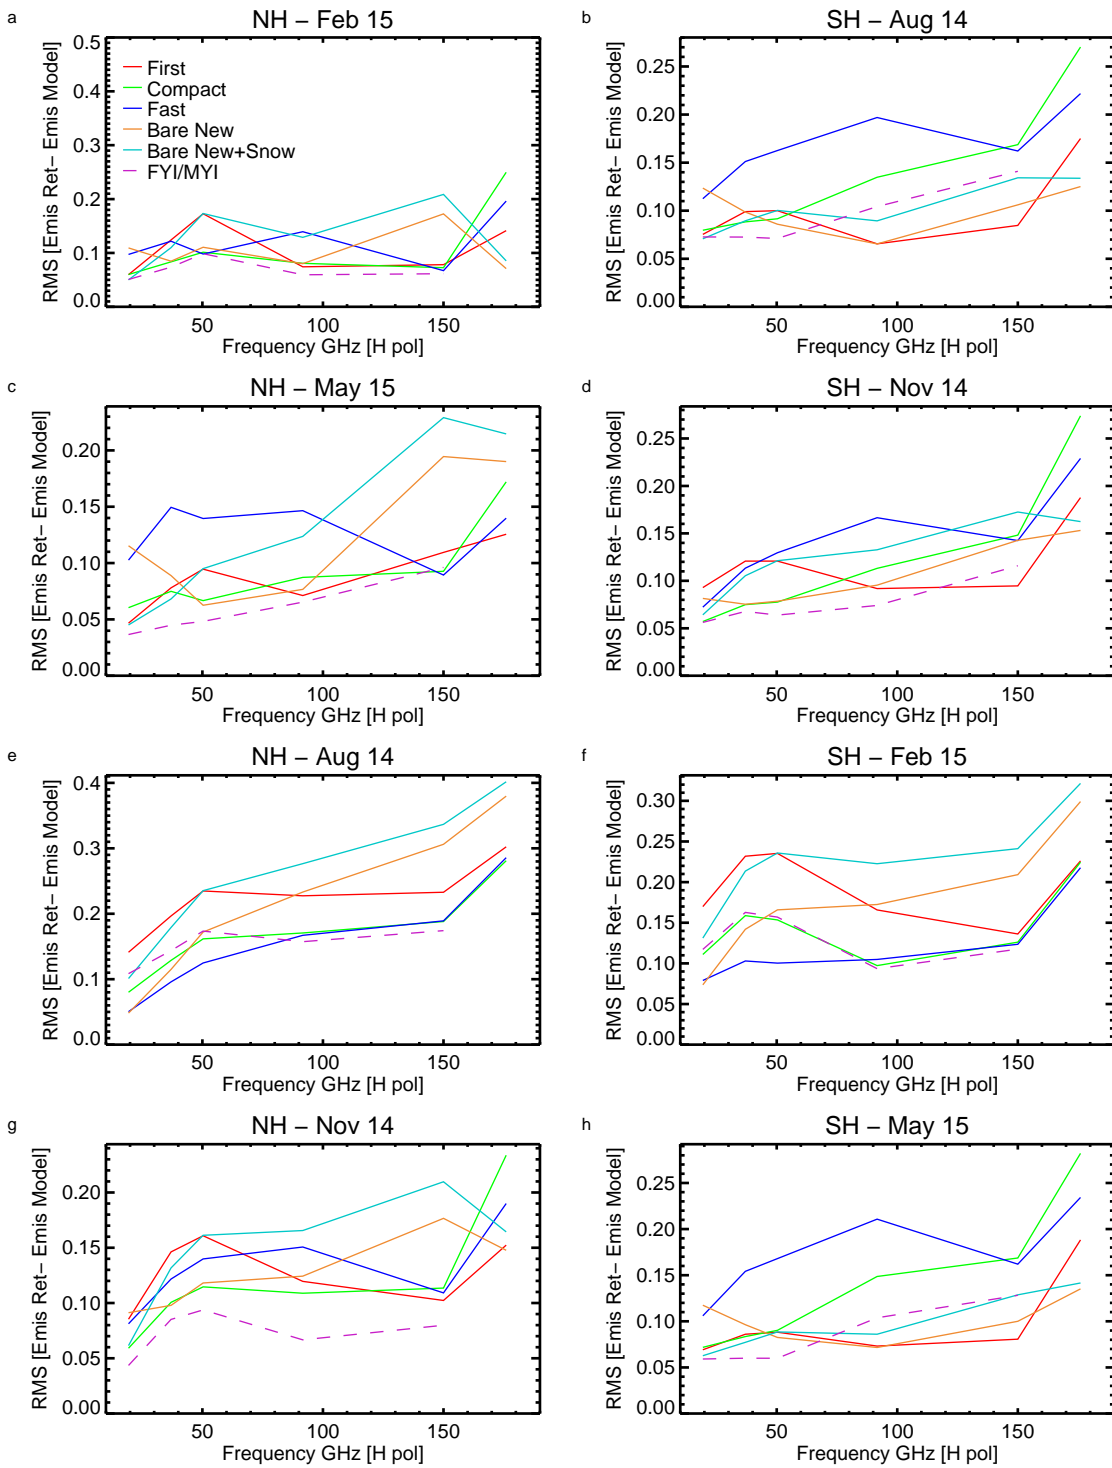 a
NH – Feb 15
0.5
0.4
0.3
0.2
0.1
0.0
First
Compact
Fast
Bare New
Bare New+Snow
FYI/MYI
50
100
150
Frequency GHz [H pol]
RMS [Emis Ret– Emis Model]
b
SH – Aug 14
0.25
0.20
0.15
0.10
0.05
0.00
50
100
150
Frequency GHz [H pol]
RMS [Emis Ret– Emis Model]
c
NH – May 15
0.20
0.15
0.10
0.05
0.00
50
100
150
Frequency GHz [H pol]
RMS [Emis Ret– Emis Model]
d
SH – Nov 14
0.25
0.20
0.15
0.10
0.05
0.00
50
100
150
Frequency GHz [H pol]
RMS [Emis Ret– Emis Model]
e
NH – Aug 14
0.4
0.3
0.2
0.1
0.0
50
100
150
Frequency GHz [H pol]
RMS [Emis Ret– Emis Model]
f
SH – Feb 15
0.30
0.25
0.20
0.15
0.10
0.05
0.00
50
100
150
Frequency GHz [H pol]
RMS [Emis Ret– Emis Model]
g
NH – Nov 14
0.20
0.15
0.10
0.05
0.00
50
100
150
Frequency GHz [H pol]
RMS [Emis Ret– Emis Model]
h
SH – May 15
0.25
0.20
0.15
0.10
0.05
0.00
50
100
150
Frequency GHz [H pol]
RMS [Emis Ret– Emis Model]